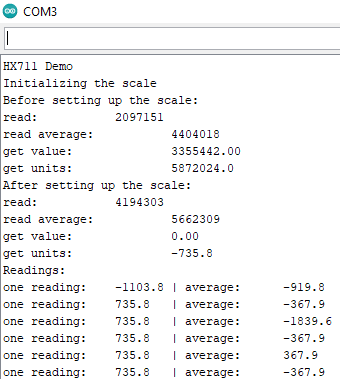 COM3
HX711 Demo
Initializing the scale
Before setting up the scale:
read: 2097151
read average: 4404018
get value: 3355442.00
get units: 5872024.0
After setting up the scale:
read: 4194303
read average: 5662309
get value: 0.00
get units: -735.8
Readings:
one reading: -1103.8 | average: -919.8
one reading: 735.8 | average: -367.9
one reading: 735.8 | average: -1839.6
one reading: 735.8 | average: -367.9
one reading: 735.8 | average: 367.9
one reading: 735.8 | average: -367.9